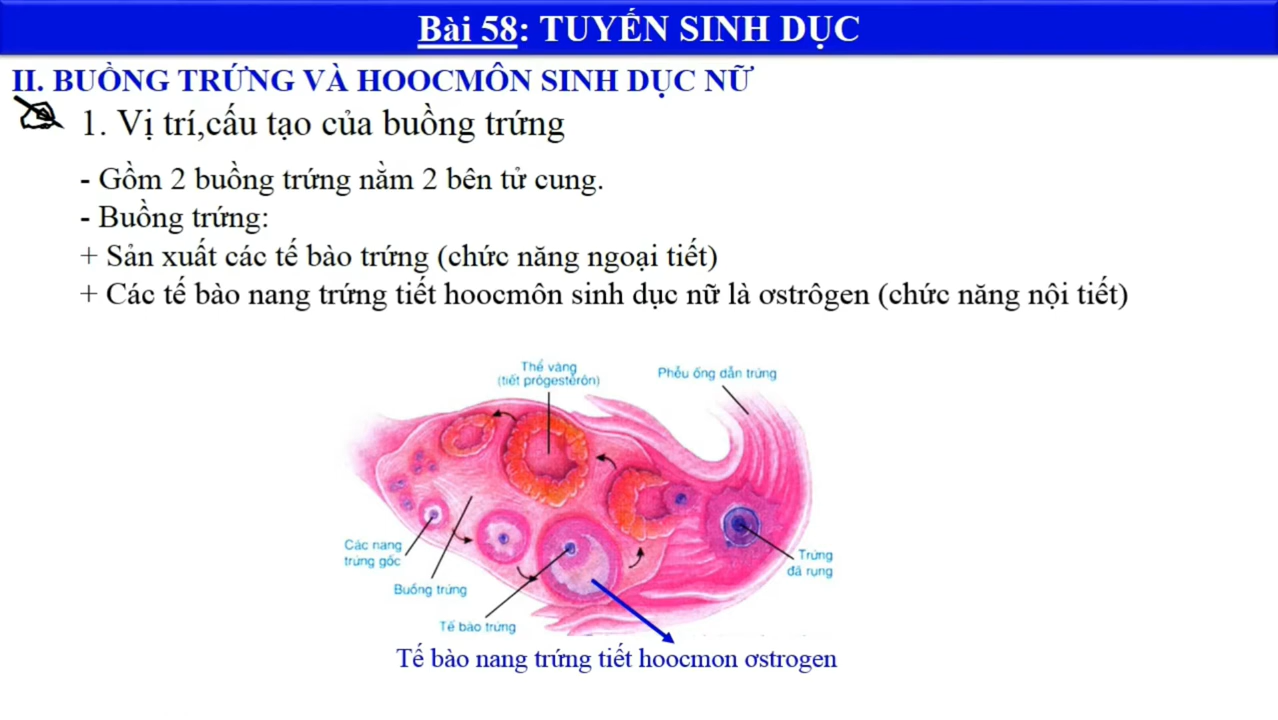 Bài 58: TUYẾN SINH DỤC
II. BUỒNG TRỨNG VÀ HOOCMÔN SINH DỤC NỮ
1. Vị trí,cấu tạo của buồng trứng
- Gồm 2 buồng trứng nằm 2 bên tử cung.
- Buồng trứng:
+ Sản xuất các tế bào trứng (chức năng ngoại tiết)
+ Các tế bào nang trứng tiết hoocmôn sinh dục nữ là ơstrôgen (chức năng nội tiết)
Thể vàng
(tiết prôgestêrôn)
Phễu ống dẫn trứng
Các nang
trứng gốc
Buồng trứng
Tế bào trứng
Trứng
đã rụng
Tế bào nang trứng tiết hoocmon ơstrogen